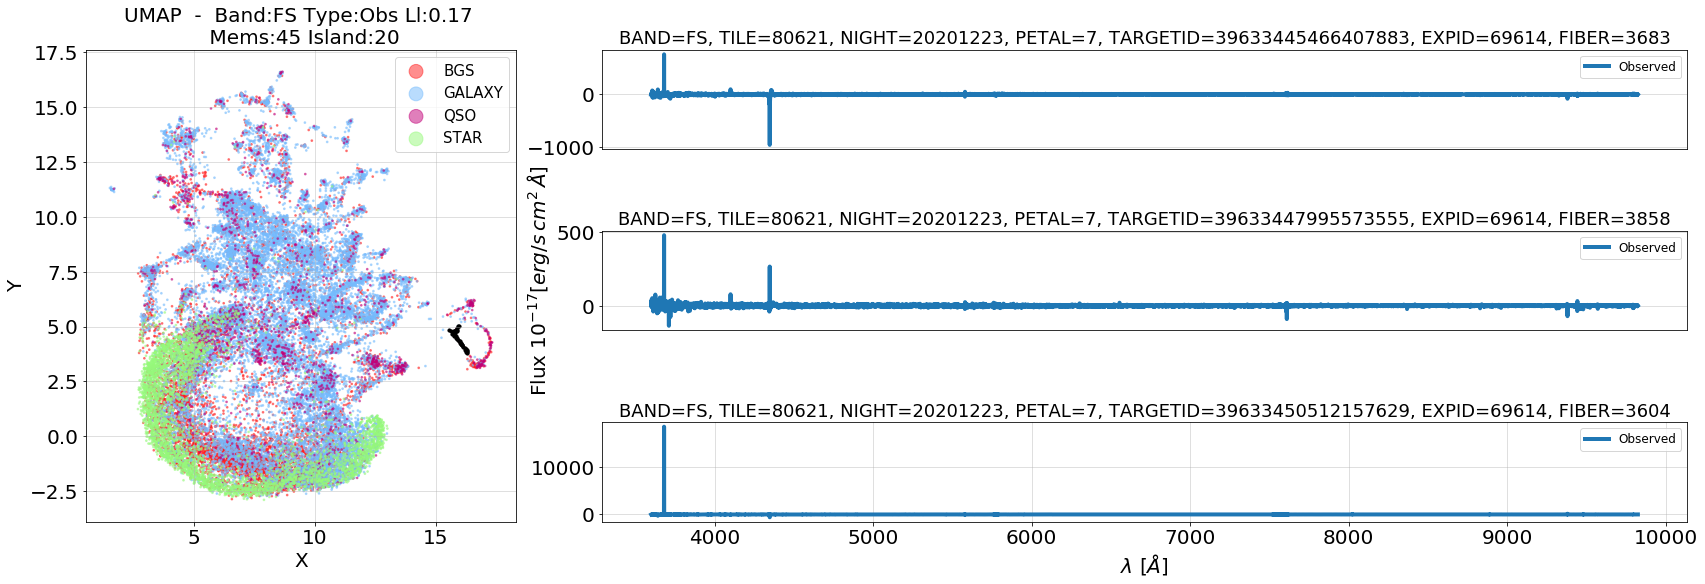 UMAP  -  Band:FS Type:Obs Ll:0.17
Mems:45 Island:20
17.5
15.0
12.5
10.0
7.5
5.0
2.5
0.0
−2.5
Y
5
10
15
X
BGS
GALAXY
QSO
STAR
Flux 10⁻¹⁷[erg/s cm² Å]
BAND=FS, TILE=80621, NIGHT=20201223, PETAL=7, TARGETID=39633445466407883, EXPID=69614, FIBER=3683
Observed
0
−1000
BAND=FS, TILE=80621, NIGHT=20201223, PETAL=7, TARGETID=39633447995573555, EXPID=69614, FIBER=3858
Observed
500
0
BAND=FS, TILE=80621, NIGHT=20201223, PETAL=7, TARGETID=39633450512157629, EXPID=69614, FIBER=3604
Observed
10000
0
4000
5000
6000
7000
8000
9000
10000
λ [Å]